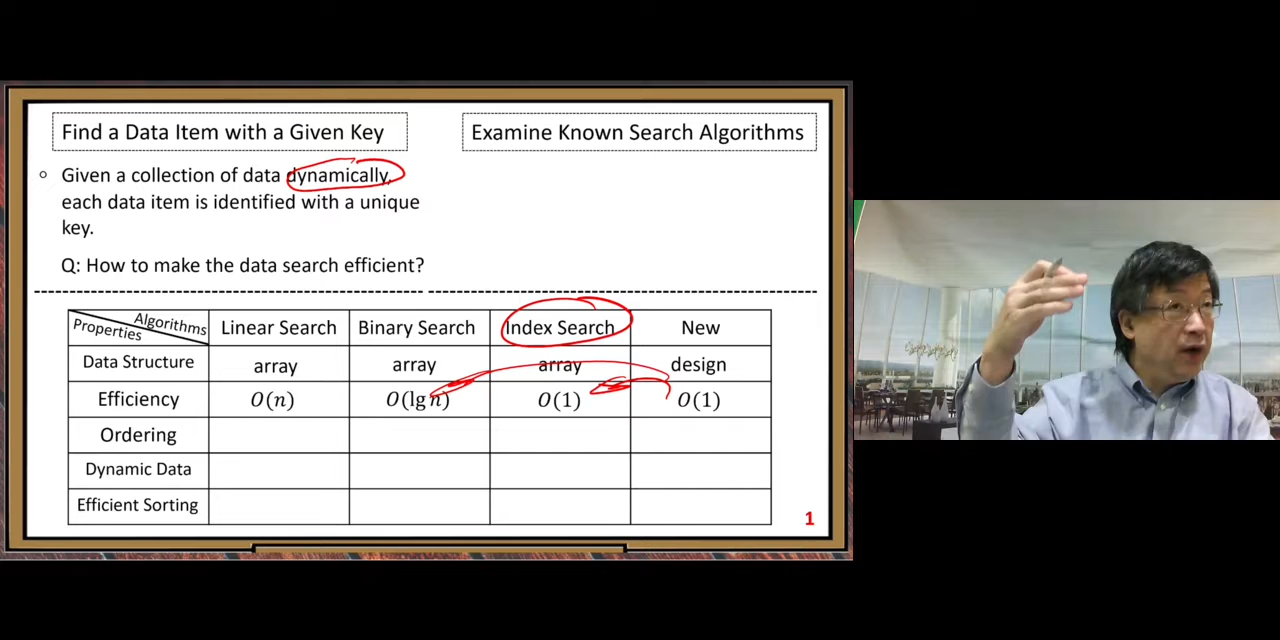 Find a Data Item with a Given Key
Examine Known Search Algorithms
Given a collection of data dynamically,
each data item is identified with a unique
key.
Q: How to make the data search efficient?
Algorithms
Properties
Linear Search
Binary Search
Index Search
New
Data Structure
array
array
array
design
Efficiency
O(n)
O(lg n)
O(1)
O(1)
Ordering
Dynamic Data
Efficient Sorting
1